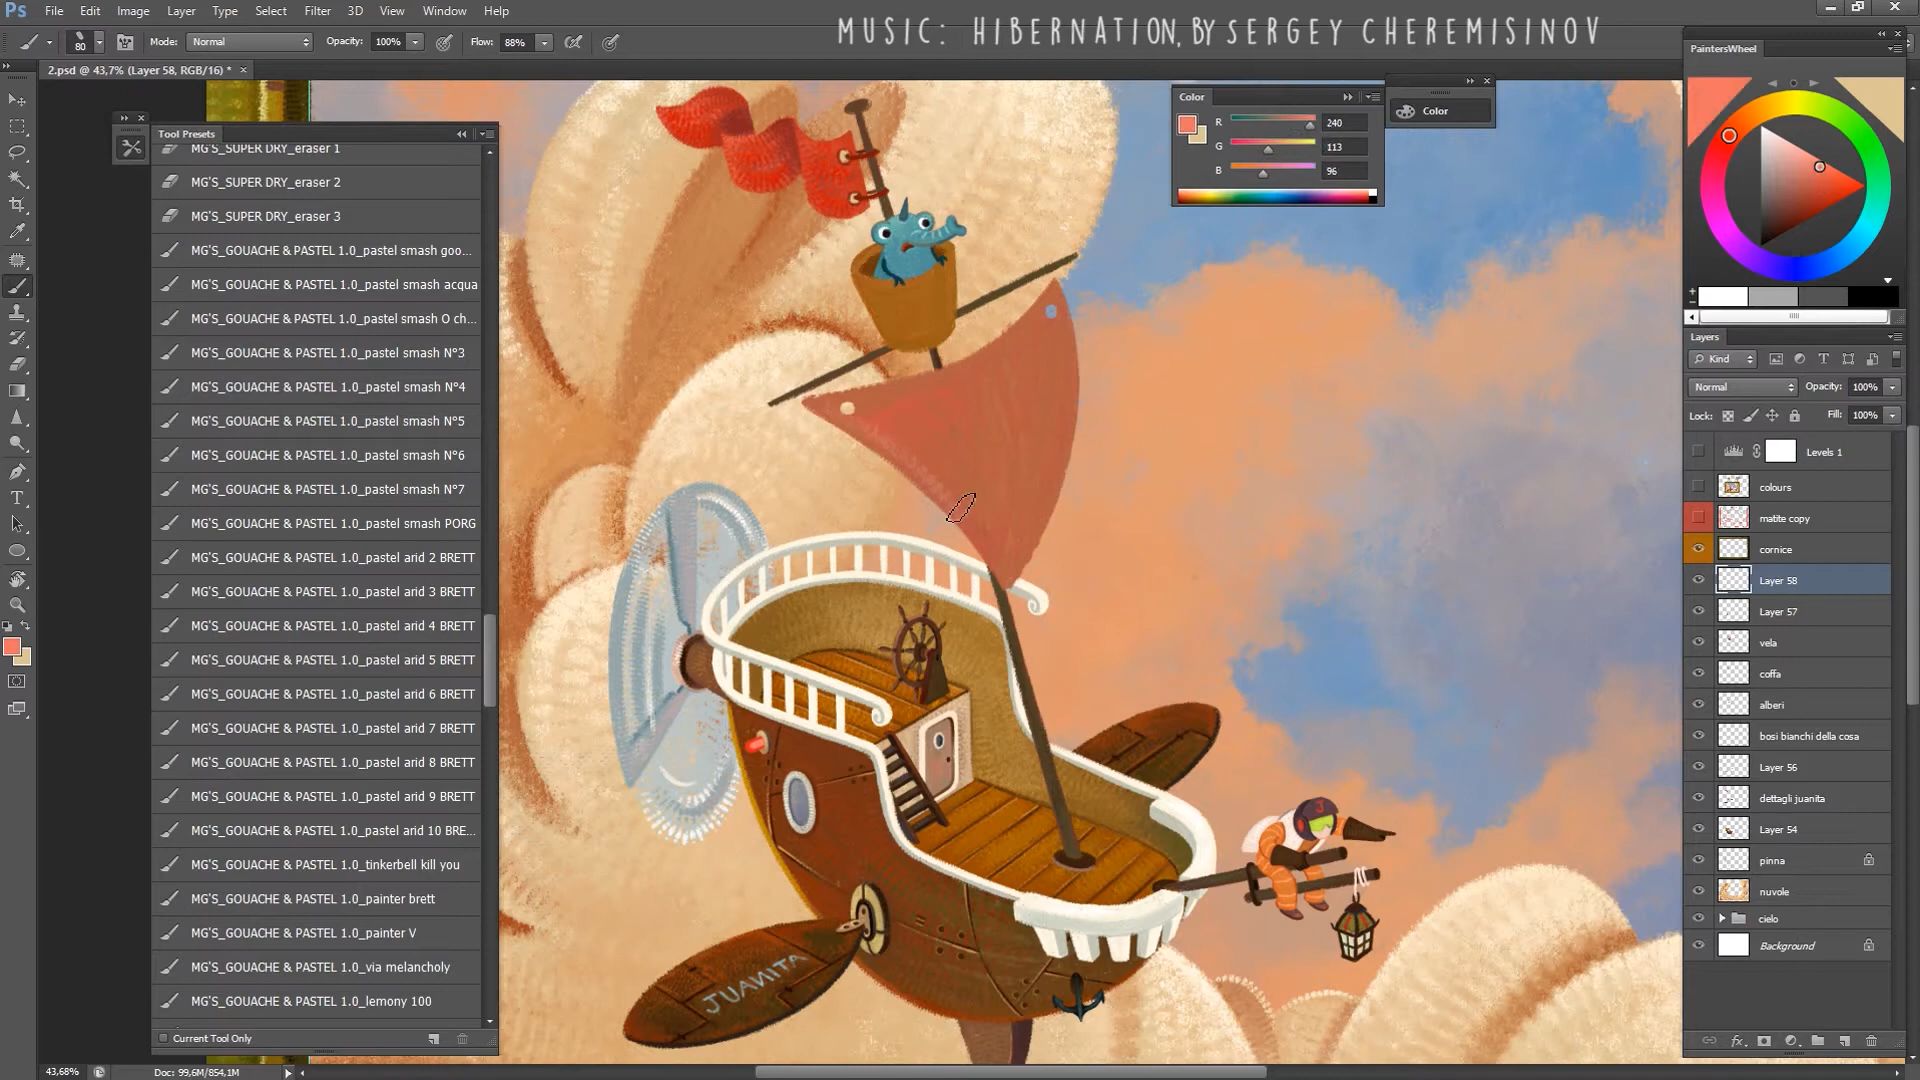 Ps File Edit Image Layer Type Select Filter 3D View Window Help
MUSIC: HIBERNATION, BY SERGEY CHEREMISINOV
80 Mode: Normal Opacity: 100% Flow: 88%
2.psd @ 43,7% (Layer 58, RGB/16) *
Tool Presets
MG'S_SUPER DRY_eraser 1
MG'S_SUPER DRY_eraser 2
MG'S_SUPER DRY_eraser 3
MG'S_GOUACHE & PASTEL 1.0_pastel smash goo...
MG'S_GOUACHE & PASTEL 1.0_pastel smash acqua
MG'S_GOUACHE & PASTEL 1.0_pastel smash O ch...
MG'S_GOUACHE & PASTEL 1.0_pastel smash N°3
MG'S_GOUACHE & PASTEL 1.0_pastel smash N°4
MG'S_GOUACHE & PASTEL 1.0_pastel smash N°5
MG'S_GOUACHE & PASTEL 1.0_pastel smash N°6
MG'S_GOUACHE & PASTEL 1.0_pastel smash N°7
MG'S_GOUACHE & PASTEL 1.0_pastel smash PORG
MG'S_GOUACHE & PASTEL 1.0_pastel arid 2 BRETT
MG'S_GOUACHE & PASTEL 1.0_pastel arid 3 BRETT
MG'S_GOUACHE & PASTEL 1.0_pastel arid 4 BRETT
MG'S_GOUACHE & PASTEL 1.0_pastel arid 5 BRETT
MG'S_GOUACHE & PASTEL 1.0_pastel arid 6 BRETT
MG'S_GOUACHE & PASTEL 1.0_pastel arid 7 BRETT
MG'S_GOUACHE & PASTEL 1.0_pastel arid 8 BRETT
MG'S_GOUACHE & PASTEL 1.0_pastel arid 9 BRETT
MG'S_GOUACHE & PASTEL 1.0_pastel arid 10 BRE...
MG'S_GOUACHE & PASTEL 1.0_tinkerbell kill you
MG'S_GOUACHE & PASTEL 1.0_painter brett
MG'S_GOUACHE & PASTEL 1.0_painter V
MG'S_GOUACHE & PASTEL 1.0_via melancholy
MG'S_GOUACHE & PASTEL 1.0_lemony 100
Current Tool Only
JUANITA
J
Color
R 240
G 113
B 96
Color
PaintersWheel
Layers
Kind
Normal Opacity: 100%
Lock: Fill: 100%
Levels 1
colours
matite copy
cornice
Layer 58
Layer 57
vela
coffa
alberi
bosi bianchi della cosa
Layer 56
dettagli juanita
Layer 54
pinna
nuvole
cielo
Background
43,68% Doc: 99,6M/854,1M